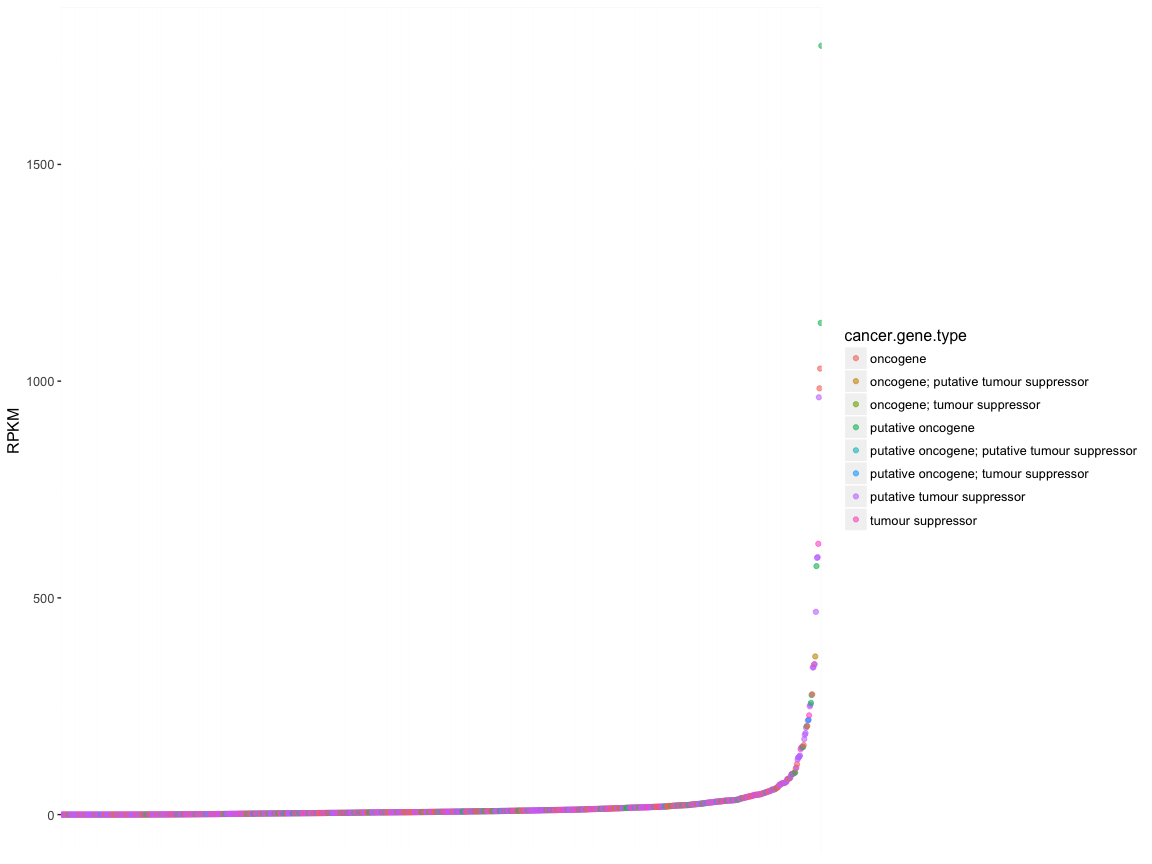 1500
1000
500
0
RPKM
cancer.gene.type
oncogene
oncogene; putative tumour suppressor
oncogene; tumour suppressor
putative oncogene
putative oncogene; putative tumour suppressor
putative oncogene; tumour suppressor
putative tumour suppressor
tumour suppressor